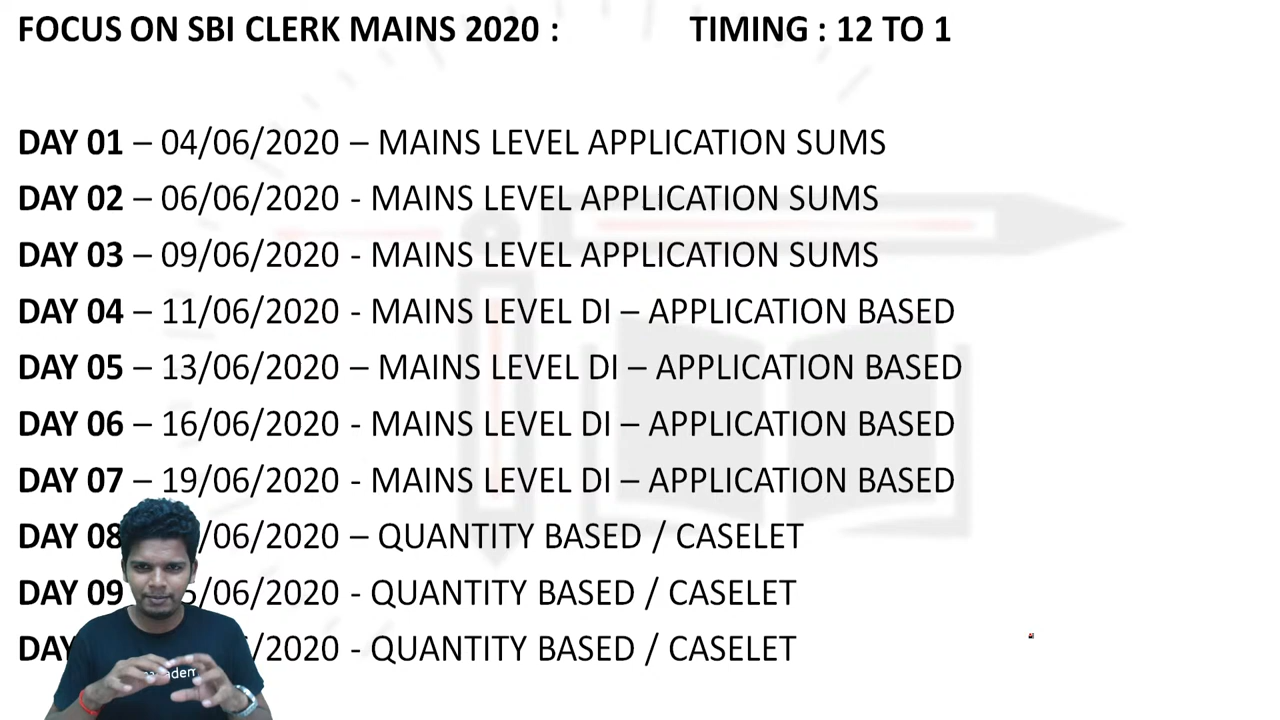 FOCUS ON SBI CLERK MAINS 2020 : TIMING : 12 TO 1
DAY 01 – 04/06/2020 – MAINS LEVEL APPLICATION SUMS
DAY 02 – 06/06/2020 - MAINS LEVEL APPLICATION SUMS
DAY 03 – 09/06/2020 - MAINS LEVEL APPLICATION SUMS
DAY 04 – 11/06/2020 - MAINS LEVEL DI – APPLICATION BASED
DAY 05 – 13/06/2020 – MAINS LEVEL DI – APPLICATION BASED
DAY 06 – 16/06/2020 - MAINS LEVEL DI – APPLICATION BASED
DAY 07 – 19/06/2020 - MAINS LEVEL DI – APPLICATION BASED
DAY 08 /06/2020 – QUANTITY BASED / CASELET
DAY 09 /06/2020 - QUANTITY BASED / CASELET
DAY /06/2020 - QUANTITY BASED / CASELET